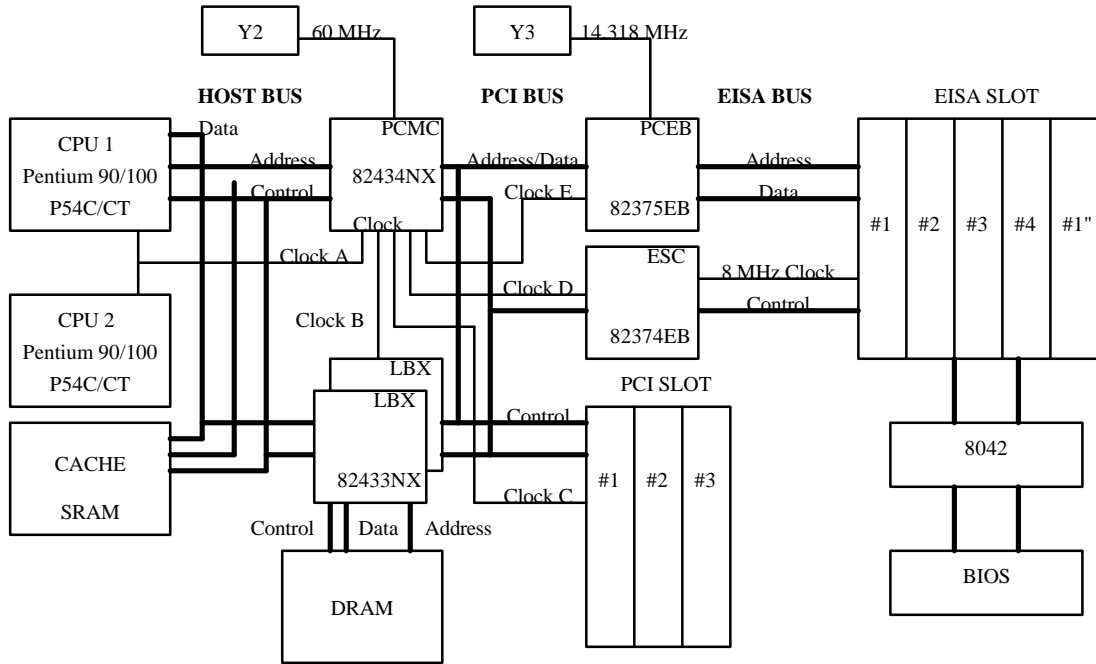 Y2
60 MHz
Y3
14.318 MHz
HOST BUS
PCI BUS
EISA BUS
EISA SLOT
CPU 1
Pentium 90/100
P54C/CT
Data
Address
Control
PCMC
82434NX
Clock
Address/Data
Clock E
PCEB
82375EB
Address
Data
#1
#2
#3
#4
#1"
Clock A
Clock D
ESC
82374EB
8 MHz Clock
Control
CPU 2
Pentium 90/100
P54C/CT
Clock B
LBX
LBX
82433NX
PCI SLOT
Control
Clock C
#1
#2
#3
8042
CACHE
SRAM
Control
Data
Address
DRAM
BIOS